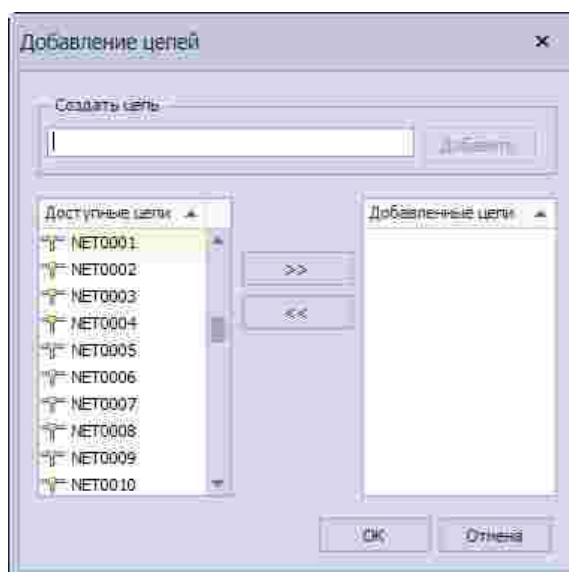 Добавление цепей
Создать цепь
Добавить
Доступные цепи
Добавленные цепи
NET0001
NET0002
>>
NET0003
<<
NET0004
NET0005
NET0006
NET0007
NET0008
NET0009
NET0010
OK
Отмена